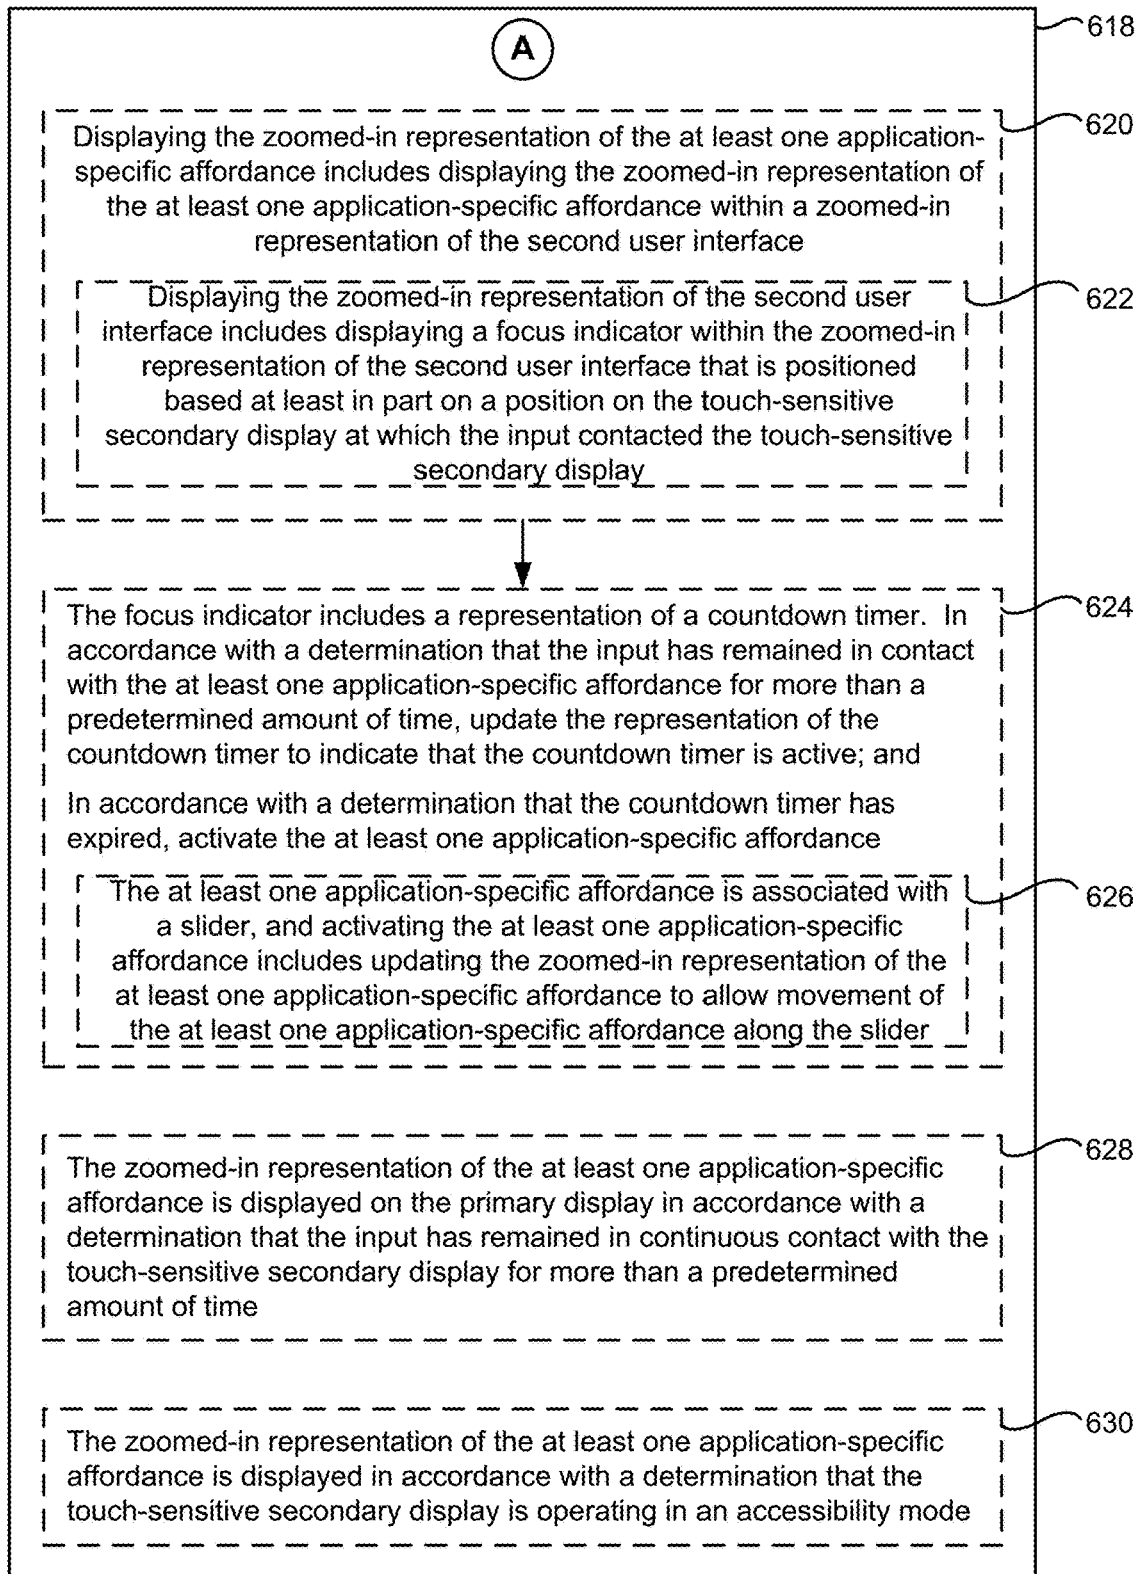 618
A
620
Displaying the zoomed-in representation of the at least one application-
specific affordance includes displaying the zoomed-in representation of
the at least one application-specific affordance within a zoomed-in
representation of the second user interface
622
Displaying the zoomed-in representation of the second user
interface includes displaying a focus indicator within the zoomed-in
representation of the second user interface that is positioned
based at least in part on a position on the touch-sensitive
secondary display at which the input contacted the touch-sensitive
secondary display
624
The focus indicator includes a representation of a countdown timer. In
accordance with a determination that the input has remained in contact
with the at least one application-specific affordance for more than a
predetermined amount of time, update the representation of the
countdown timer to indicate that the countdown timer is active; and
In accordance with a determination that the countdown timer has
expired, activate the at least one application-specific affordance
626
The at least one application-specific affordance is associated with
a slider, and activating the at least one application-specific
affordance includes updating the zoomed-in representation of the
at least one application-specific affordance to allow movement of
the at least one application-specific affordance along the slider
628
The zoomed-in representation of the at least one application-specific
affordance is displayed on the primary display in accordance with a
determination that the input has remained in continuous contact with the
touch-sensitive secondary display for more than a predetermined
amount of time
630
The zoomed-in representation of the at least one application-specific
affordance is displayed in accordance with a determination that the
touch-sensitive secondary display is operating in an accessibility mode